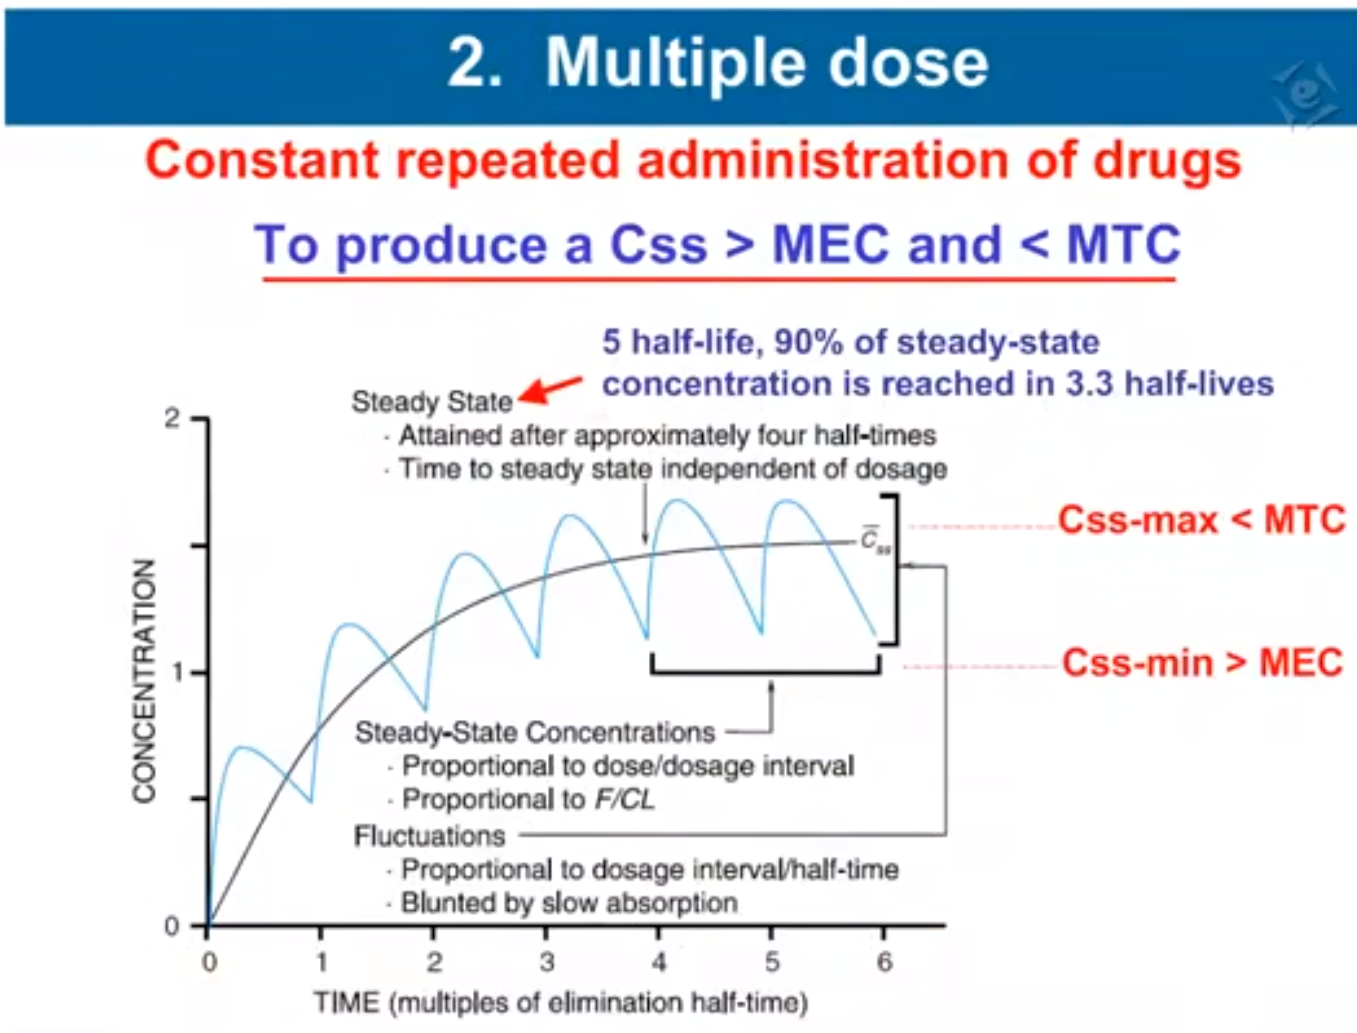 2. Multiple dose
e
Constant repeated administration of drugs
To produce a Css > MEC and < MTC
5 half-life, 90% of steady-state
concentration is reached in 3.3 half-lives
Steady State
· Attained after approximately four half-times
· Time to steady state independent of dosage
2
1
0
CONCENTRATION
C̅ss
Css-max < MTC
Css-min > MEC
Steady-State Concentrations
· Proportional to dose/dosage interval
· Proportional to F/CL
Fluctuations
· Proportional to dosage interval/half-time
· Blunted by slow absorption
0 1 2 3 4 5 6
TIME (multiples of elimination half-time)